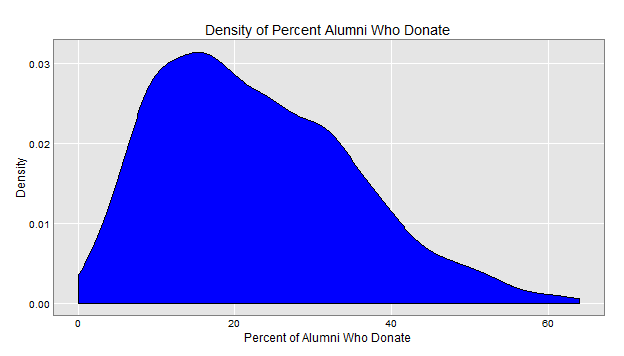 Density of Percent Alumni Who Donate
0.03
0.02
0.01
0.00
Density
0
20
40
60
Percent of Alumni Who Donate